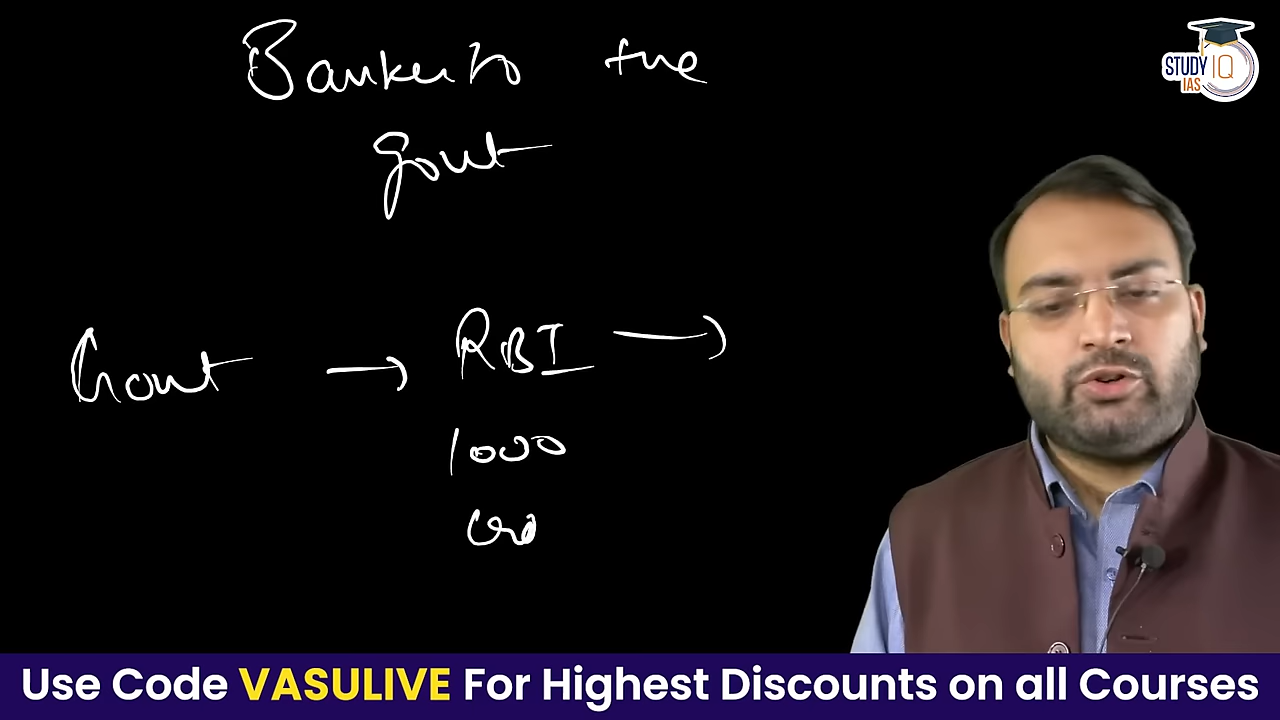 Banker to the
govt
STUDY IQ
IAS
Govt → RBI →
1000
cro
Use Code VASULIVE For Highest Discounts on all Courses